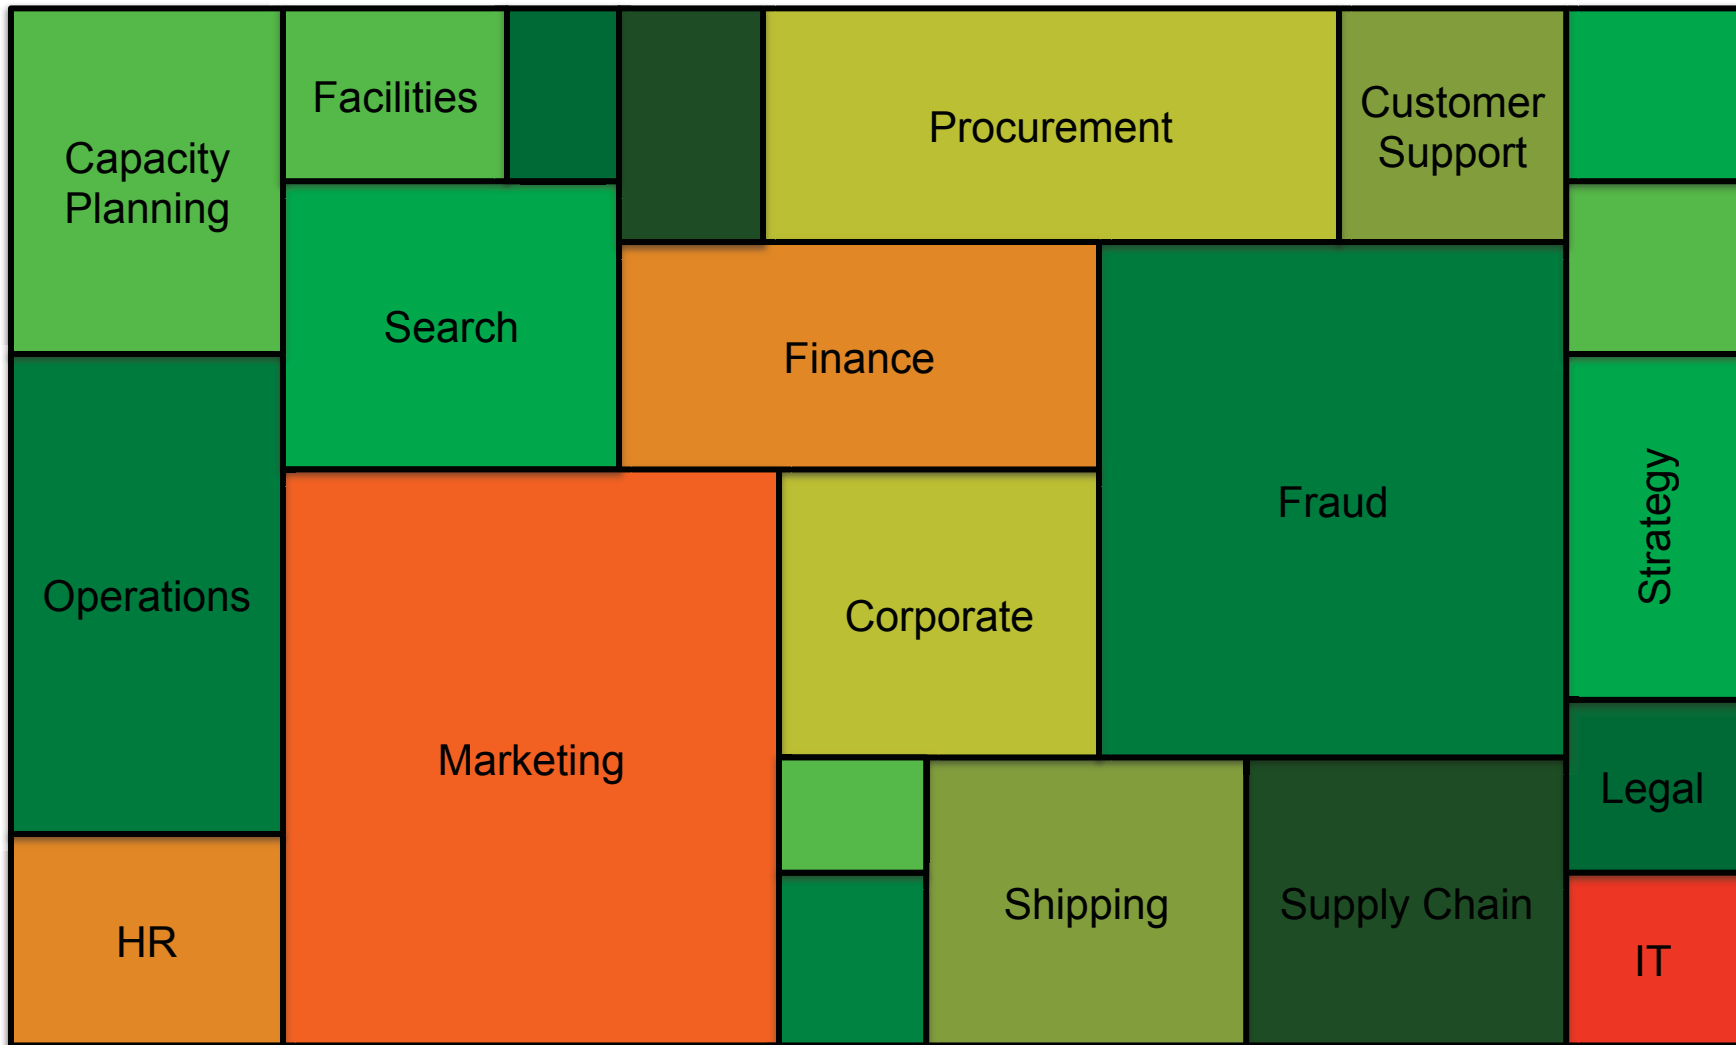 Capacity
Planning
Facilities
Procurement
Customer
Support
Search
Finance
Fraud
Strategy
Operations
Corporate
Marketing
Legal
HR
Shipping
Supply Chain
IT